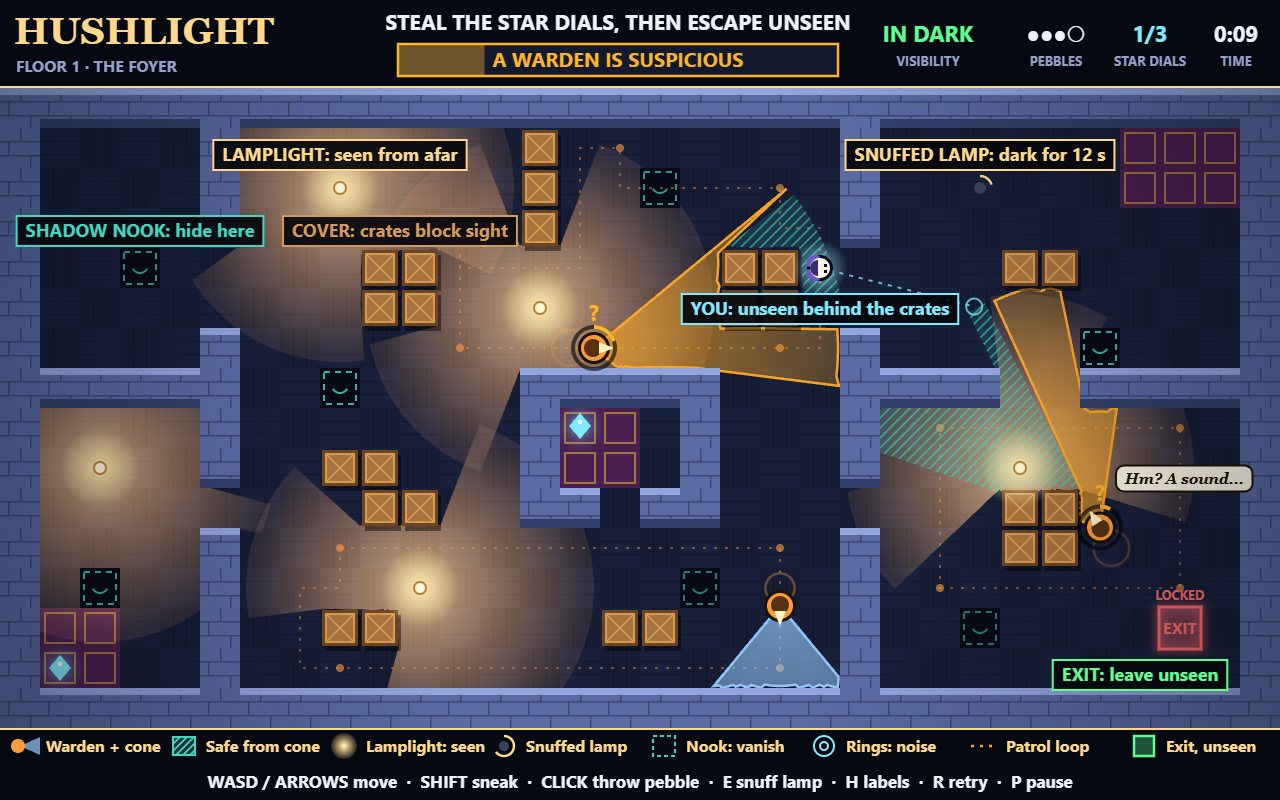 HUSHLIGHT
FLOOR 1 · THE FOYER
STEAL THE STAR DIALS, THEN ESCAPE UNSEEN
A WARDEN IS SUSPICIOUS
IN DARK
VISIBILITY
PEBBLES
1/3
STAR DIALS
0:09
TIME
LAMPLIGHT: seen from afar
SNUFFED LAMP: dark for 12 s
SHADOW NOOK: hide here
COVER: crates block sight
YOU: unseen behind the crates
?
?
Hm? A sound...
LOCKED
EXIT
EXIT: leave unseen
Warden + cone
Safe from cone
Lamplight: seen
Snuffed lamp
Nook: vanish
Rings: noise
Patrol loop
Exit, unseen
WASD / ARROWS move · SHIFT sneak · CLICK throw pebble · E snuff lamp · H labels · R retry · P pause